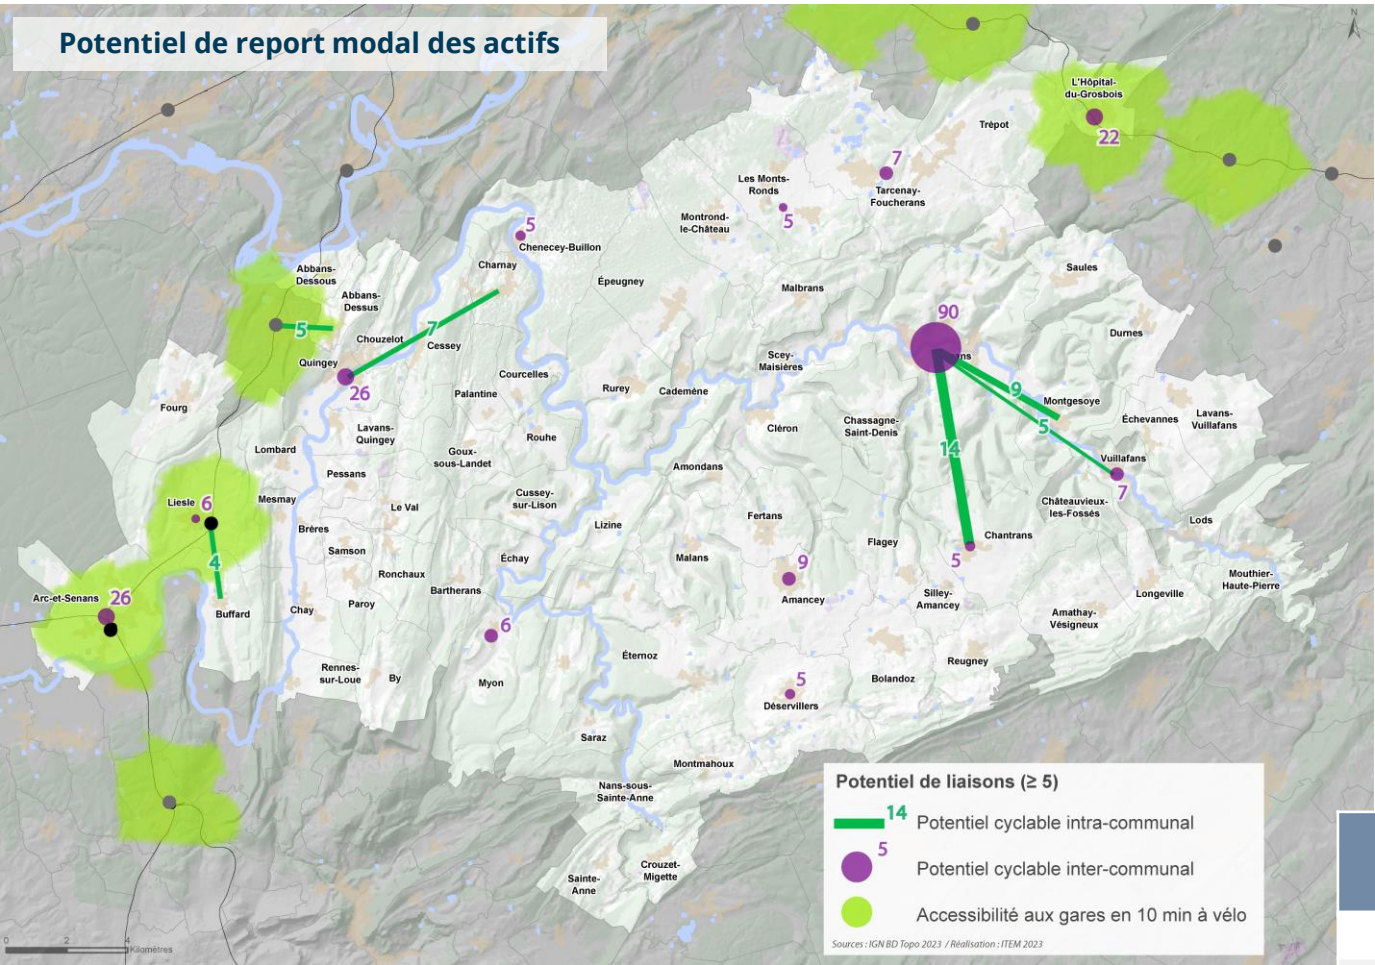 Potentiel de report modal des actifs
N
L'Hôpital-
du-Grosbois
22
Trépot
7
Tarcenay-
Foucherans
Les Monts-
Ronds
5
Montrond-
le-Château
5
Chenecey-Buillon
Charnay
Épeugney
Malbrans
Saules
Abbans-
Dessous
Abbans-
Dessus
5
Chouzelot
7
Cessey
Quingey
26
Courcelles
Palantine
90
Durnes
Scey-
Maisières
Rurey
Cademène
9
Montgesoye
5
Échevannes
Lavans-
Vuillafans
Fourg
Lavans-
Quingey
Rouhe
Cléron
Chassagne-
Saint-Denis
14
Lombard
Goux-
sous-Landet
Vuillafans
7
Pessans
Amondans
Mesmay
Liesle
6
Le Val
Cussey-
sur-Lison
Châteauvieux-
les-Fossés
Lods
Brères
Lizine
Fertans
Chantrans
Flagey
5
Samson
Échay
Malans
4
Ronchaux
9
Amancey
Mouthier-
Haute-Pierre
Arc-et-Senans
26
Bartherans
Silley-
Amancey
Longeville
Buffard
Chay
Paroy
Amathay-
Vésigneux
6
Myon
Éternoz
Reugney
Rennes-
sur-Loue
By
5
Déservillers
Bolandoz
Saraz
Montmahoux
Nans-sous-
Sainte-Anne
Crouzet-
Migette
Sainte-
Anne
Potentiel de liaisons (≥ 5)
14
Potentiel cyclable intra-communal
5
Potentiel cyclable inter-communal
Accessibilité aux gares en 10 min à vélo
Sources : IGN BD Topo 2023 / Réalisation : ITEM 2023
0 2 4
Kilomètres